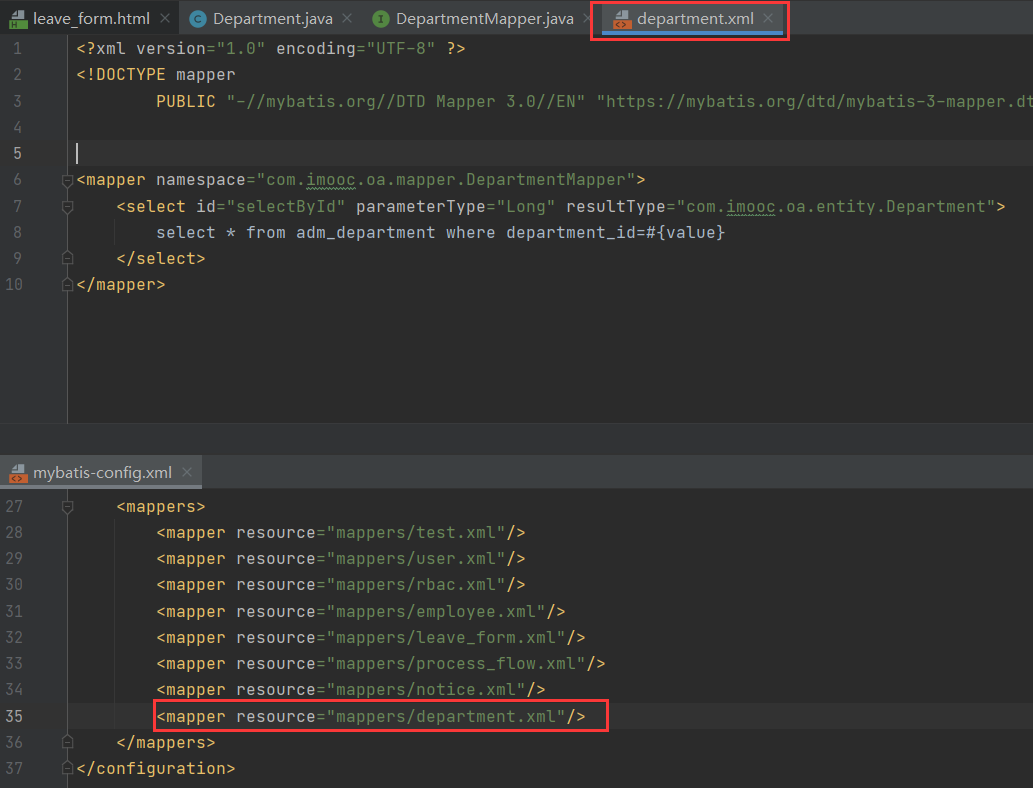 leave_form.html Department.java DepartmentMapper.java department.xml
1 <?xml version="1.0" encoding="UTF-8" ?>
2 <!DOCTYPE mapper
3 PUBLIC "-//mybatis.org//DTD Mapper 3.0//EN" "https://mybatis.org/dtd/mybatis-3-mapper.dt
4
5
6 <mapper namespace="com.imooc.oa.mapper.DepartmentMapper">
7 <select id="selectById" parameterType="Long" resultType="com.imooc.oa.entity.Department">
8 select * from adm_department where department_id=#{value}
9 </select>
10 </mapper>
mybatis-config.xml
27 <mappers>
28 <mapper resource="mappers/test.xml"/>
29 <mapper resource="mappers/user.xml"/>
30 <mapper resource="mappers/rbac.xml"/>
31 <mapper resource="mappers/employee.xml"/>
32 <mapper resource="mappers/leave_form.xml"/>
33 <mapper resource="mappers/process_flow.xml"/>
34 <mapper resource="mappers/notice.xml"/>
35 <mapper resource="mappers/department.xml"/>
36 </mappers>
37 </configuration>